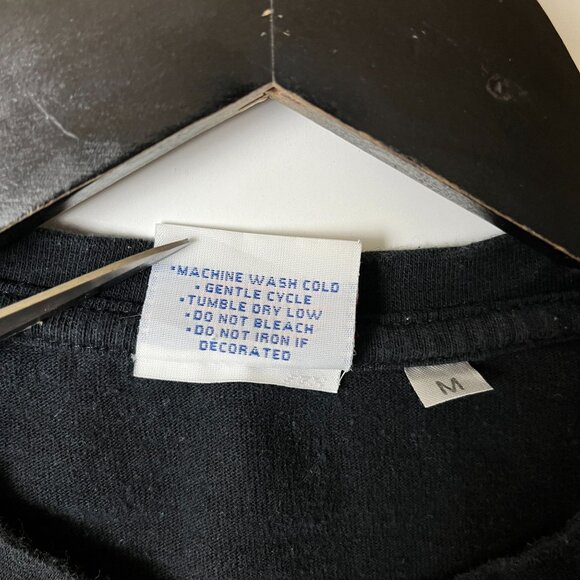 •MACHINE WASH COLD
• GENTLE CYCLE
•TUMBLE DRY LOW
•DO NOT BLEACH
•DO NOT IRON IF
DECORATED
M